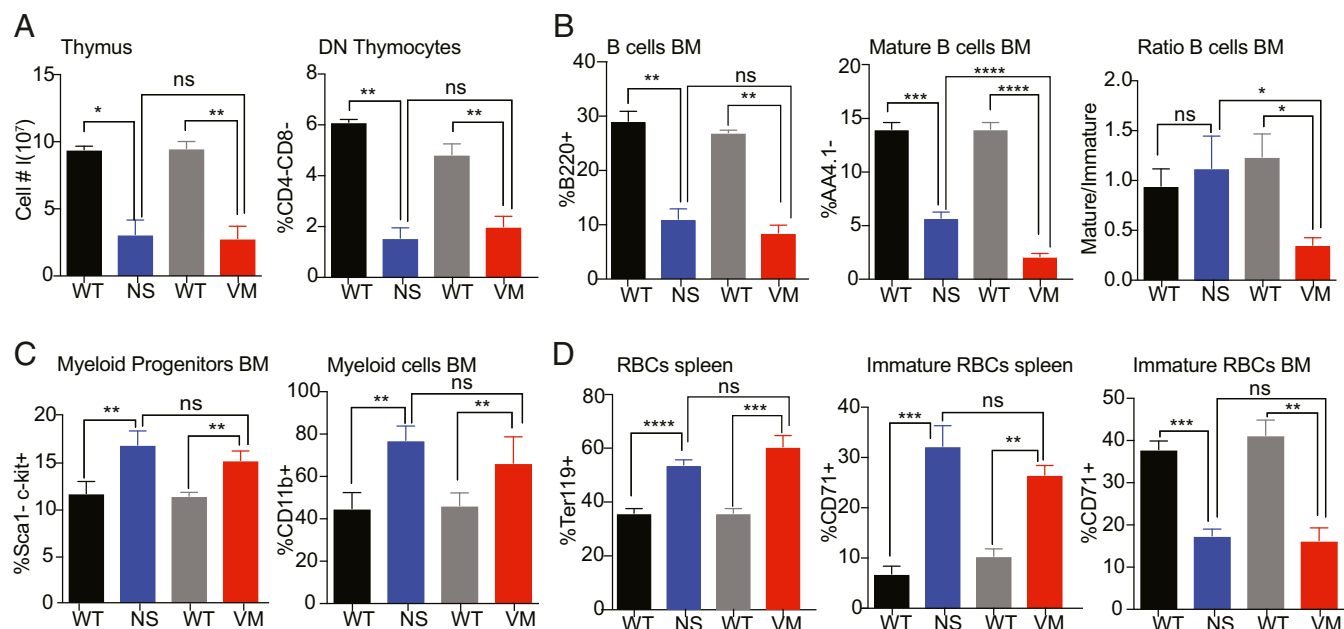 A
Thymus
Cell # I(10⁷)
15
10
5
0
*
ns
**
WT NS WT VM
DN Thymocytes
%CD4-CD8-
8
6
4
2
0
**
ns
**
WT NS WT VM
B
B cells BM
%B220+
40
30
20
10
0
**
ns
**
WT NS WT VM
Mature B cells BM
%AA4.1-
20
15
10
5
0
***
****
****
WT NS WT VM
Ratio B cells BM
Mature/Immature
2.0
1.5
1.0
0.5
0.0
ns
*
*
WT NS WT VM
C
Myeloid Progenitors BM
%Sca1- c-kit+
20
15
10
5
0
**
ns
**
WT NS WT VM
Myeloid cells BM
%CD11b+
100
80
60
40
20
0
**
ns
**
WT NS WT VM
D
RBCs spleen
%Ter119+
80
60
40
20
0
****
ns
***
WT NS WT VM
Immature RBCs spleen
%CD71+
40
30
20
10
0
***
ns
**
WT NS WT VM
Immature RBCs BM
%CD71+
50
40
30
20
10
0
***
ns
**
WT NS WT VM